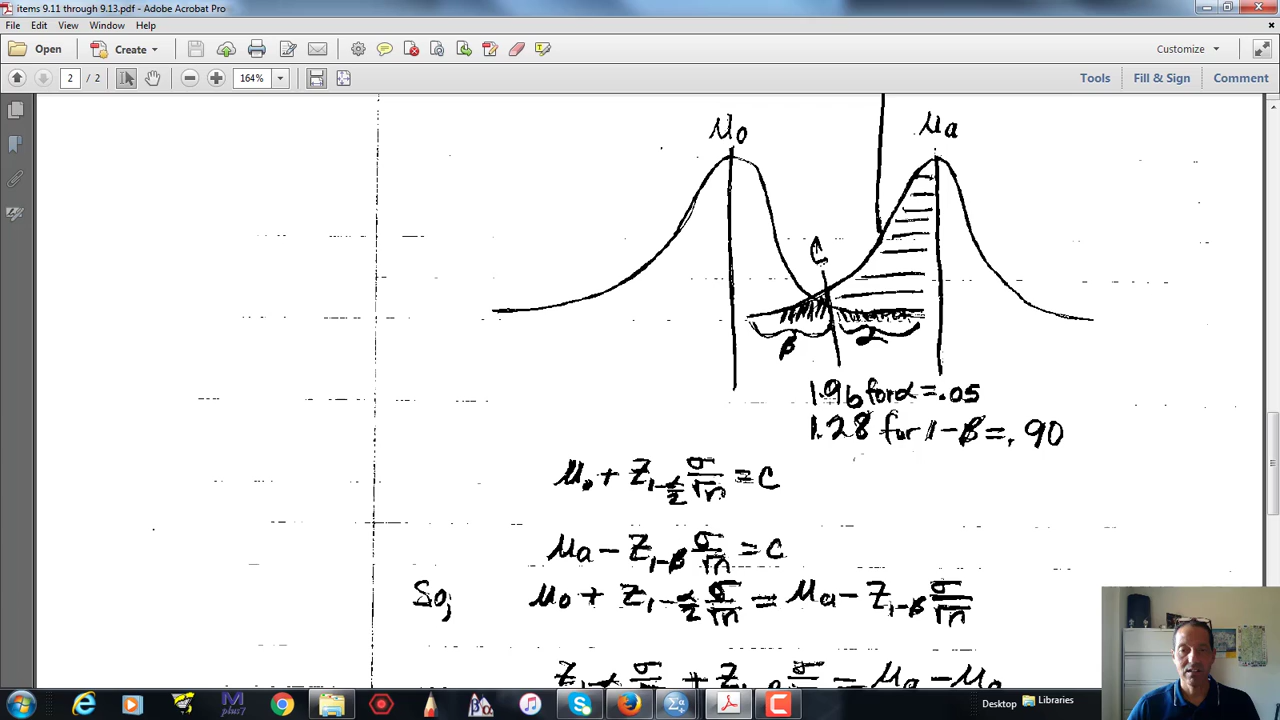 items 9.11 through 9.13.pdf - Adobe Acrobat Pro
File Edit View Window Help
Open Create Customize
2 / 2 164% Tools Fill & Sign Comment
μ₀ μa
C
β α
1.96 for α = .05
1.28 for 1-β = .90
μ₀ + Z₁₋α/₂ σ/√n = C
μa - Z₁₋β σ/√n = C
So, μ₀ + Z₁₋α/₂ σ/√n = μa - Z₁₋β σ/√n
Desktop Libraries